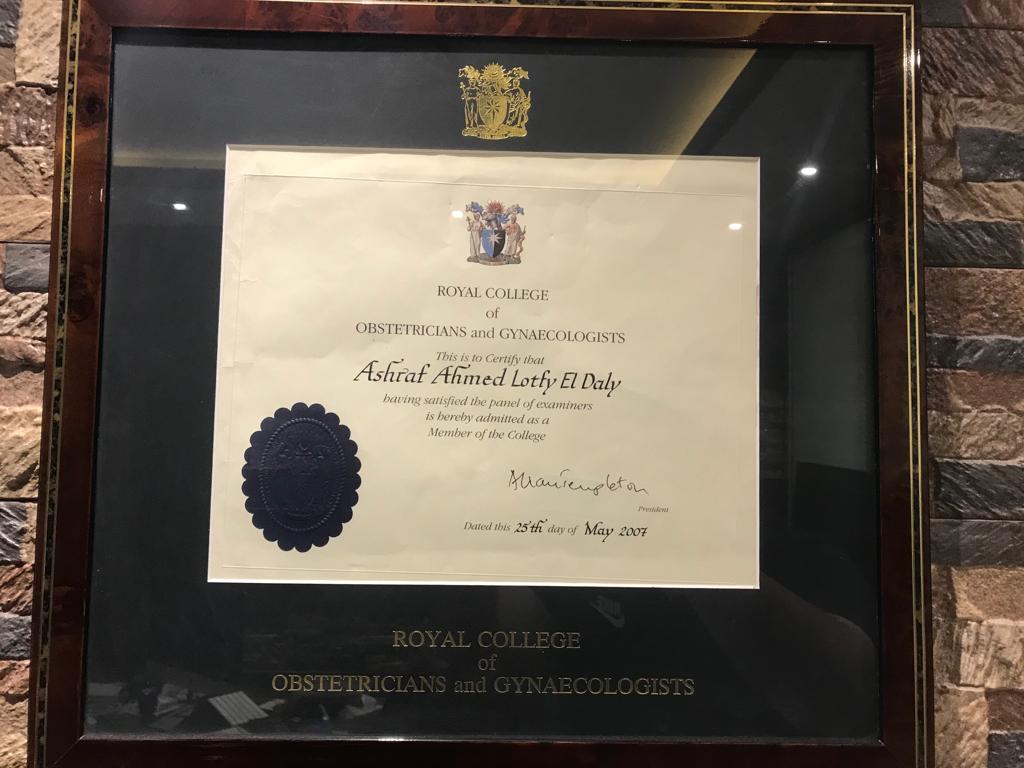 ROYAL COLLEGE
of
OBSTETRICIANS and GYNAECOLOGISTS
This is to Certify that
Ashraf Ahmed Lotfy El Daly
having satisfied the panel of examiners
is hereby admitted as a
Member of the College
Allan Templeton
President
Dated this 25th day of May 2007
ROYAL COLLEGE
of
OBSTETRICIANS and GYNAECOLOGISTS